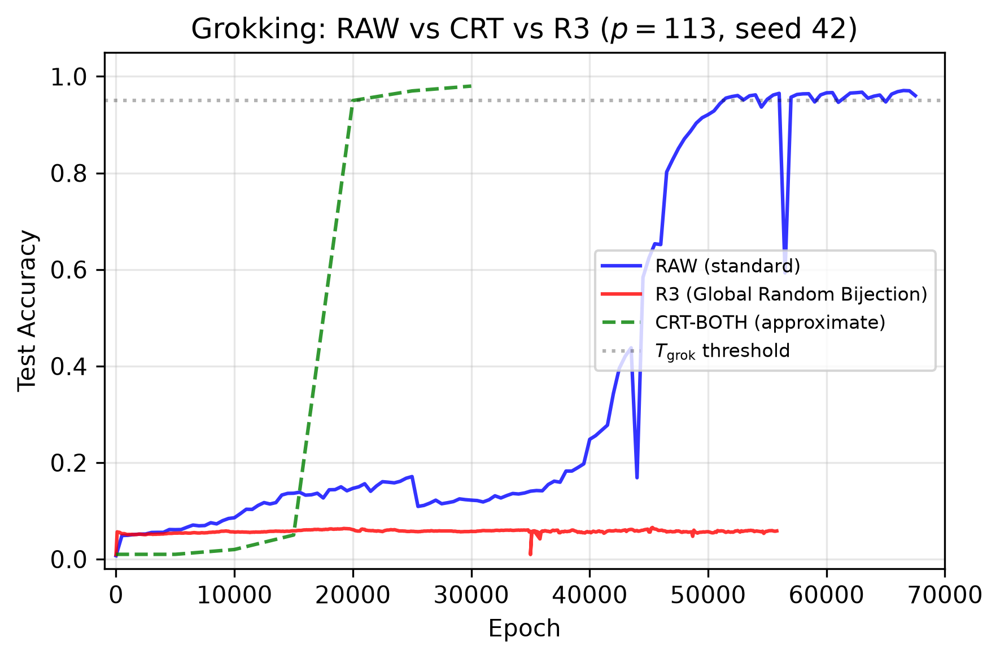 Grokking: RAW vs CRT vs R3 (p = 113, seed 42)
1.0
0.8
0.6
0.4
0.2
0.0
Test Accuracy
RAW (standard)
R3 (Global Random Bijection)
CRT-BOTH (approximate)
T_grok threshold
0 10000 20000 30000 40000 50000 60000 70000
Epoch